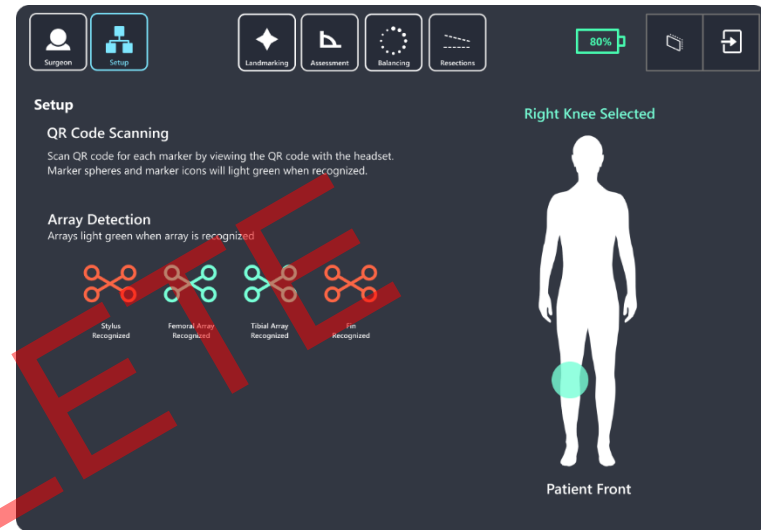 Surgeon
Setup
Landmarking
Assessment
Balancing
Resections
80%
Setup
QR Code Scanning
Scan QR code for each marker by viewing the QR code with the headset.
Marker spheres and marker icons will light green when recognized.
Array Detection
Arrays light green when array is recognized
Stylus
Recognized
Femoral Array
Recognized
Tibial Array
Recognized
Fin
Recognized
Right Knee Selected
Patient Front
ETE